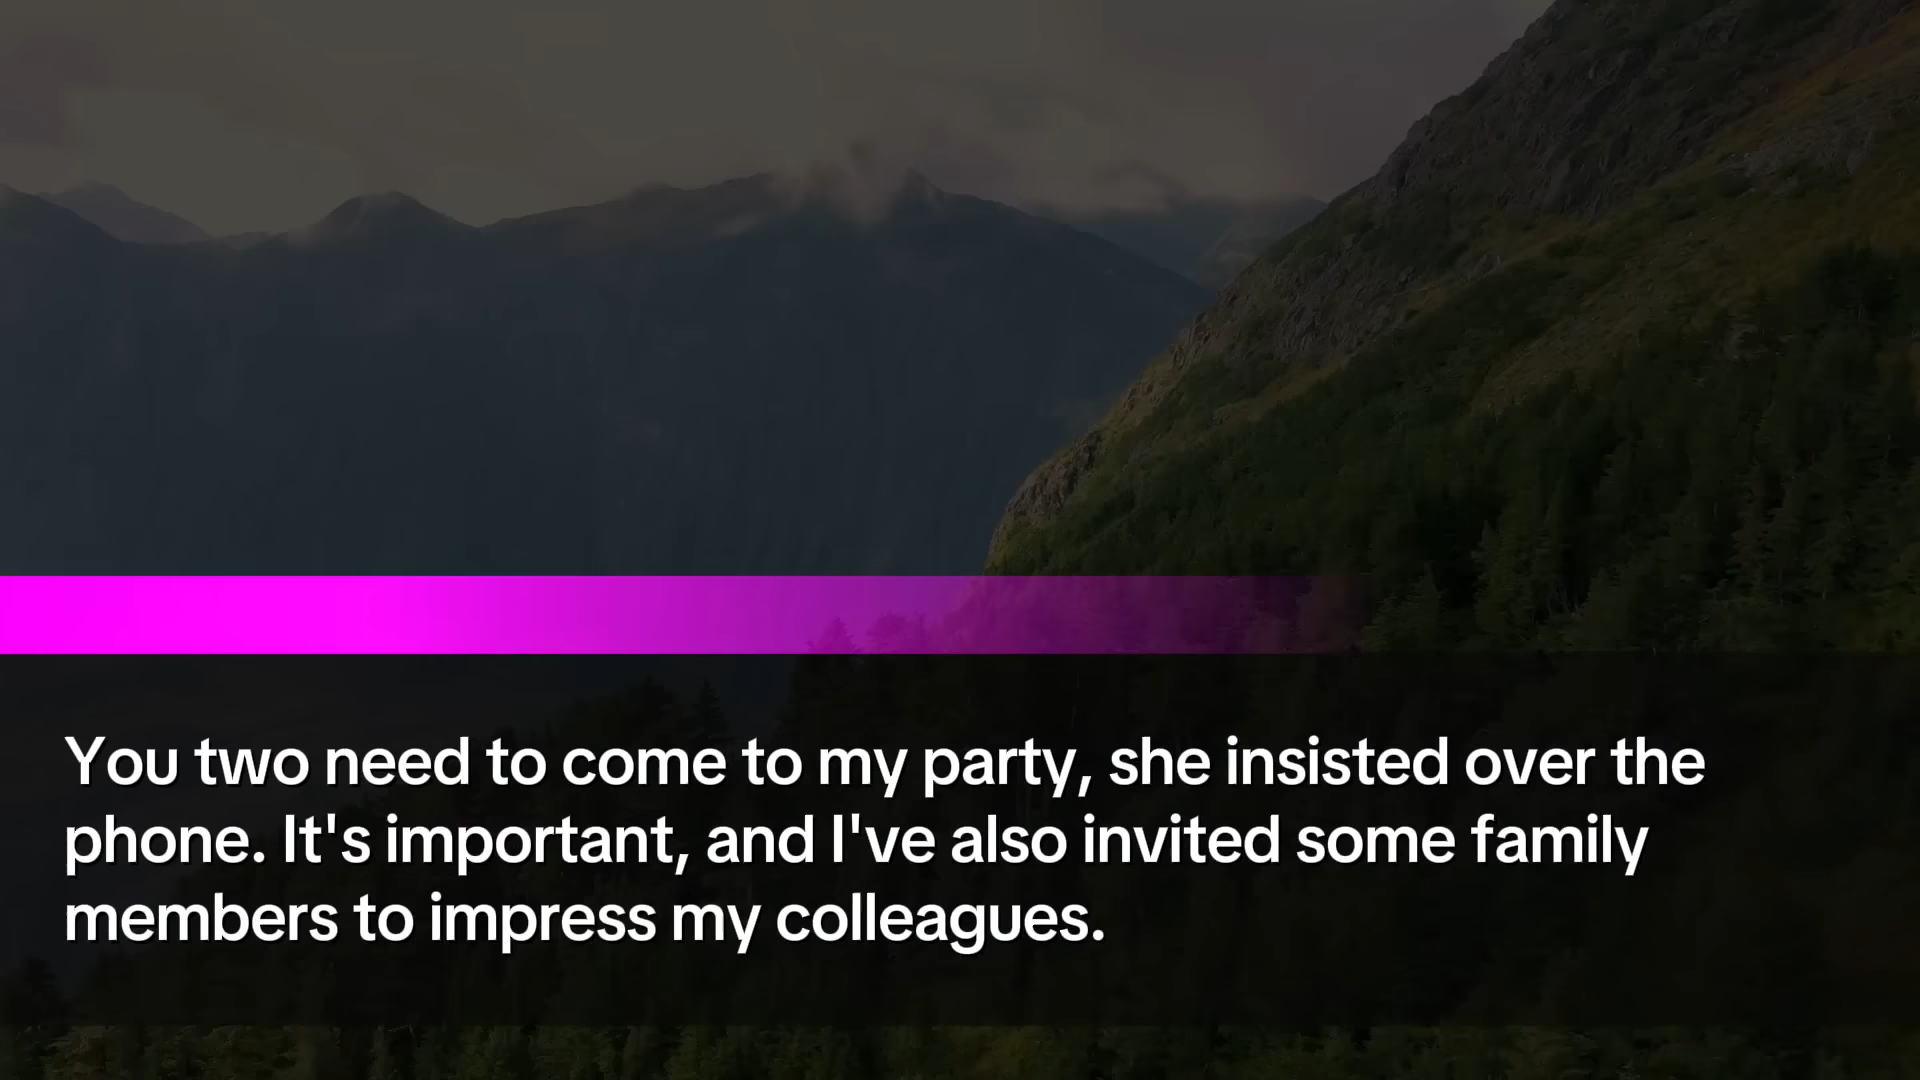 You two need to come to my party, she insisted over the
phone. It's important, and I've also invited some family
members to impress my colleagues.